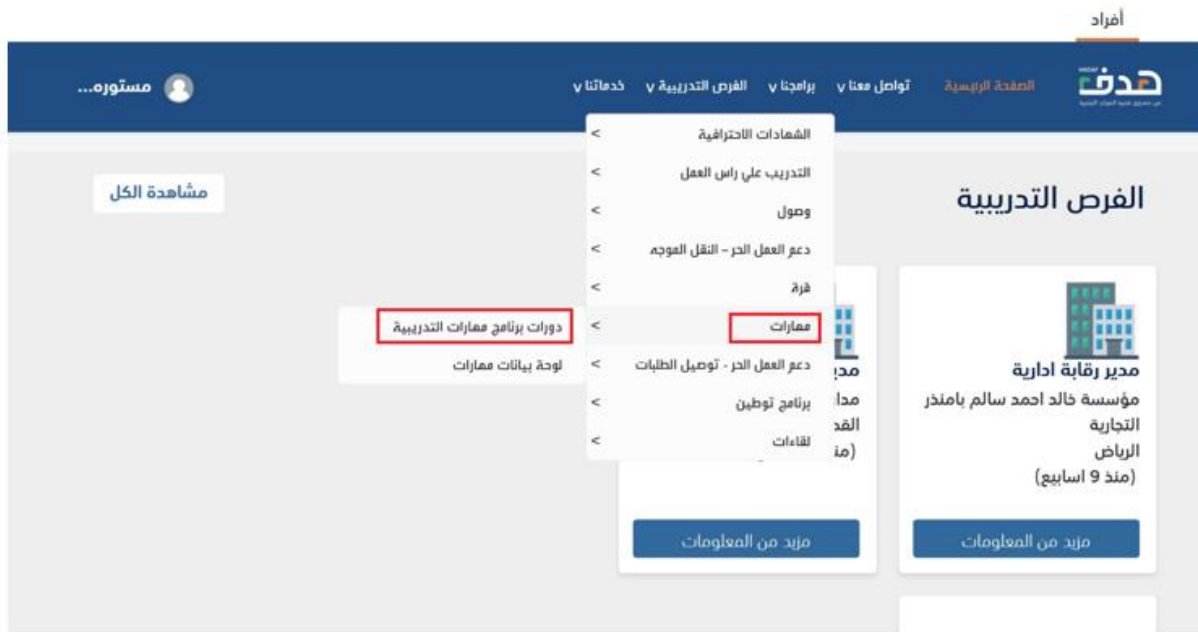 أفراد
هدف
الصفحة الرئيسية
تواصل معنا
برامجنا
الفرص التدريبية
خدماتنا
مستوره...
الشهادات الاحترافية
التدريب علي راس العمل
وصول
دعم العمل الحر – النقل الموجه
قرة
مهارات
دعم العمل الحر - توصيل الطلبات
برنامج توطين
لقاءات
دورات برنامج مهارات التدريبية
لوحة بيانات مهارات
الفرص التدريبية
مشاهدة الكل
مدير رقابة ادارية
مؤسسة خالد احمد سالم بامنذر
التجارية
الرياض
(منذ 9 اسابيع)
مزيد من المعلومات
مزيد من المعلومات